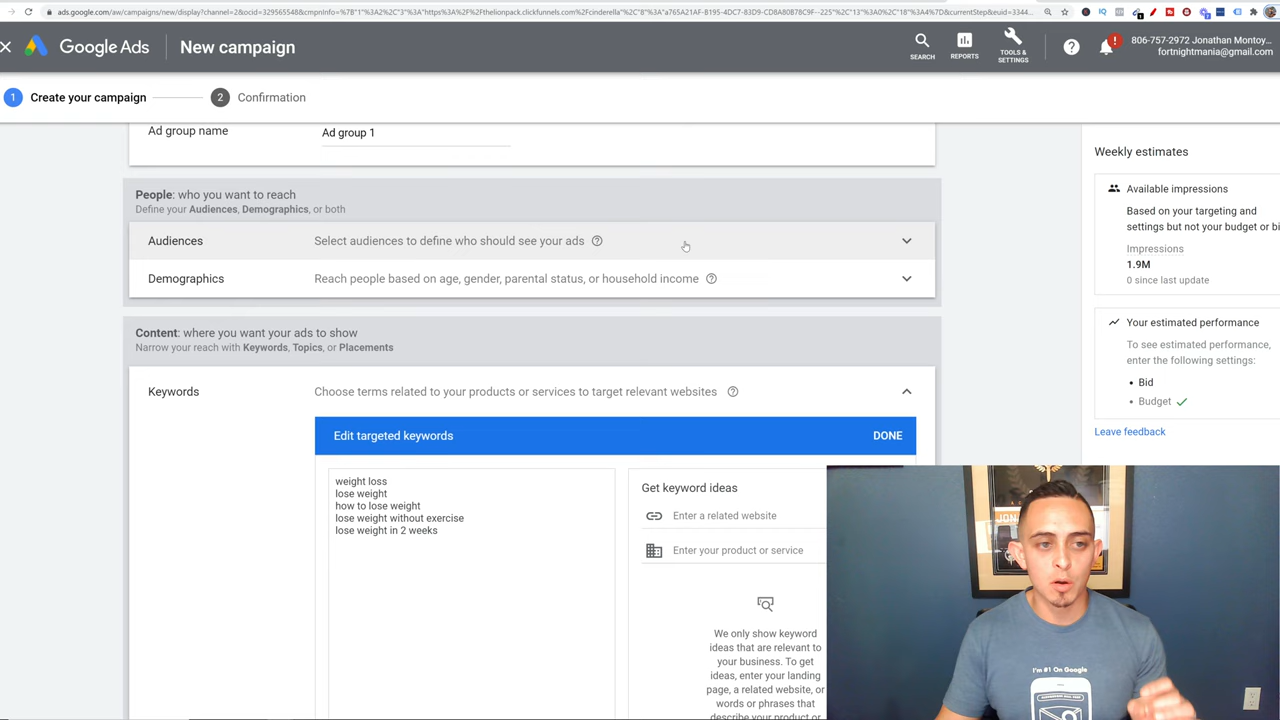 ads.google.com/aw/campaigns/new/display?channel=2&ocid=329565548&cmpnInfo=%7B"1"%3A2%2C"3"%3A"https%3A%2F%2Fthelionpack.clickfunnels.com%2Fcinderella"%2C"8"%3A"a765A21AF-B195-4DC7-83D9-CD8A80B78C9F--225"%2C"13"%3A0%2C"18"%3A4%7D&currentStep&euid=3344...
Google Ads
New campaign
SEARCH
REPORTS
TOOLS &
SETTINGS
806-757-2972 Jonathan Montoy...
fortnightmania@gmail.com
1 Create your campaign
2 Confirmation
Ad group name
Ad group 1
People: who you want to reach
Define your Audiences, Demographics, or both
Audiences
Select audiences to define who should see your ads
Demographics
Reach people based on age, gender, parental status, or household income
Content: where you want your ads to show
Narrow your reach with Keywords, Topics, or Placements
Keywords
Choose terms related to your products or services to target relevant websites
Edit targeted keywords
DONE
weight loss
lose weight
how to lose weight
lose weight without exercise
lose weight in 2 weeks
Get keyword ideas
Enter a related website
Enter your product or service
We only show keyword
ideas that are relevant to
your business. To get
ideas, enter your landing
page, a related website, or
words or phrases that
describe your product or
Weekly estimates
Available impressions
Based on your targeting and
settings but not your budget or bi
Impressions
1.9M
0 since last update
Your estimated performance
To see estimated performance,
enter the following settings:
• Bid
• Budget
Leave feedback
I'm #1 On Google